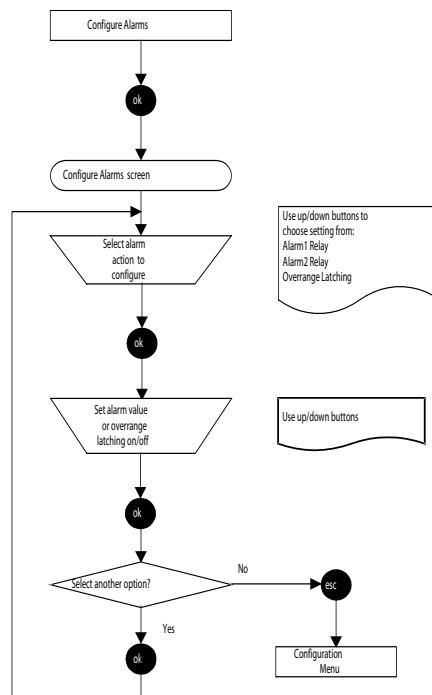 Configure Alarms
ok
Configure Alarms screen
Select alarm
action to
configure
Use up/down buttons to
choose setting from:
Alarm1 Relay
Alarm2 Relay
Overrange Latching
ok
Set alarm value
or overrange
latching on/off
Use up/down buttons
ok
Select another option?
No
esc
Yes
ok
Configuration
Menu